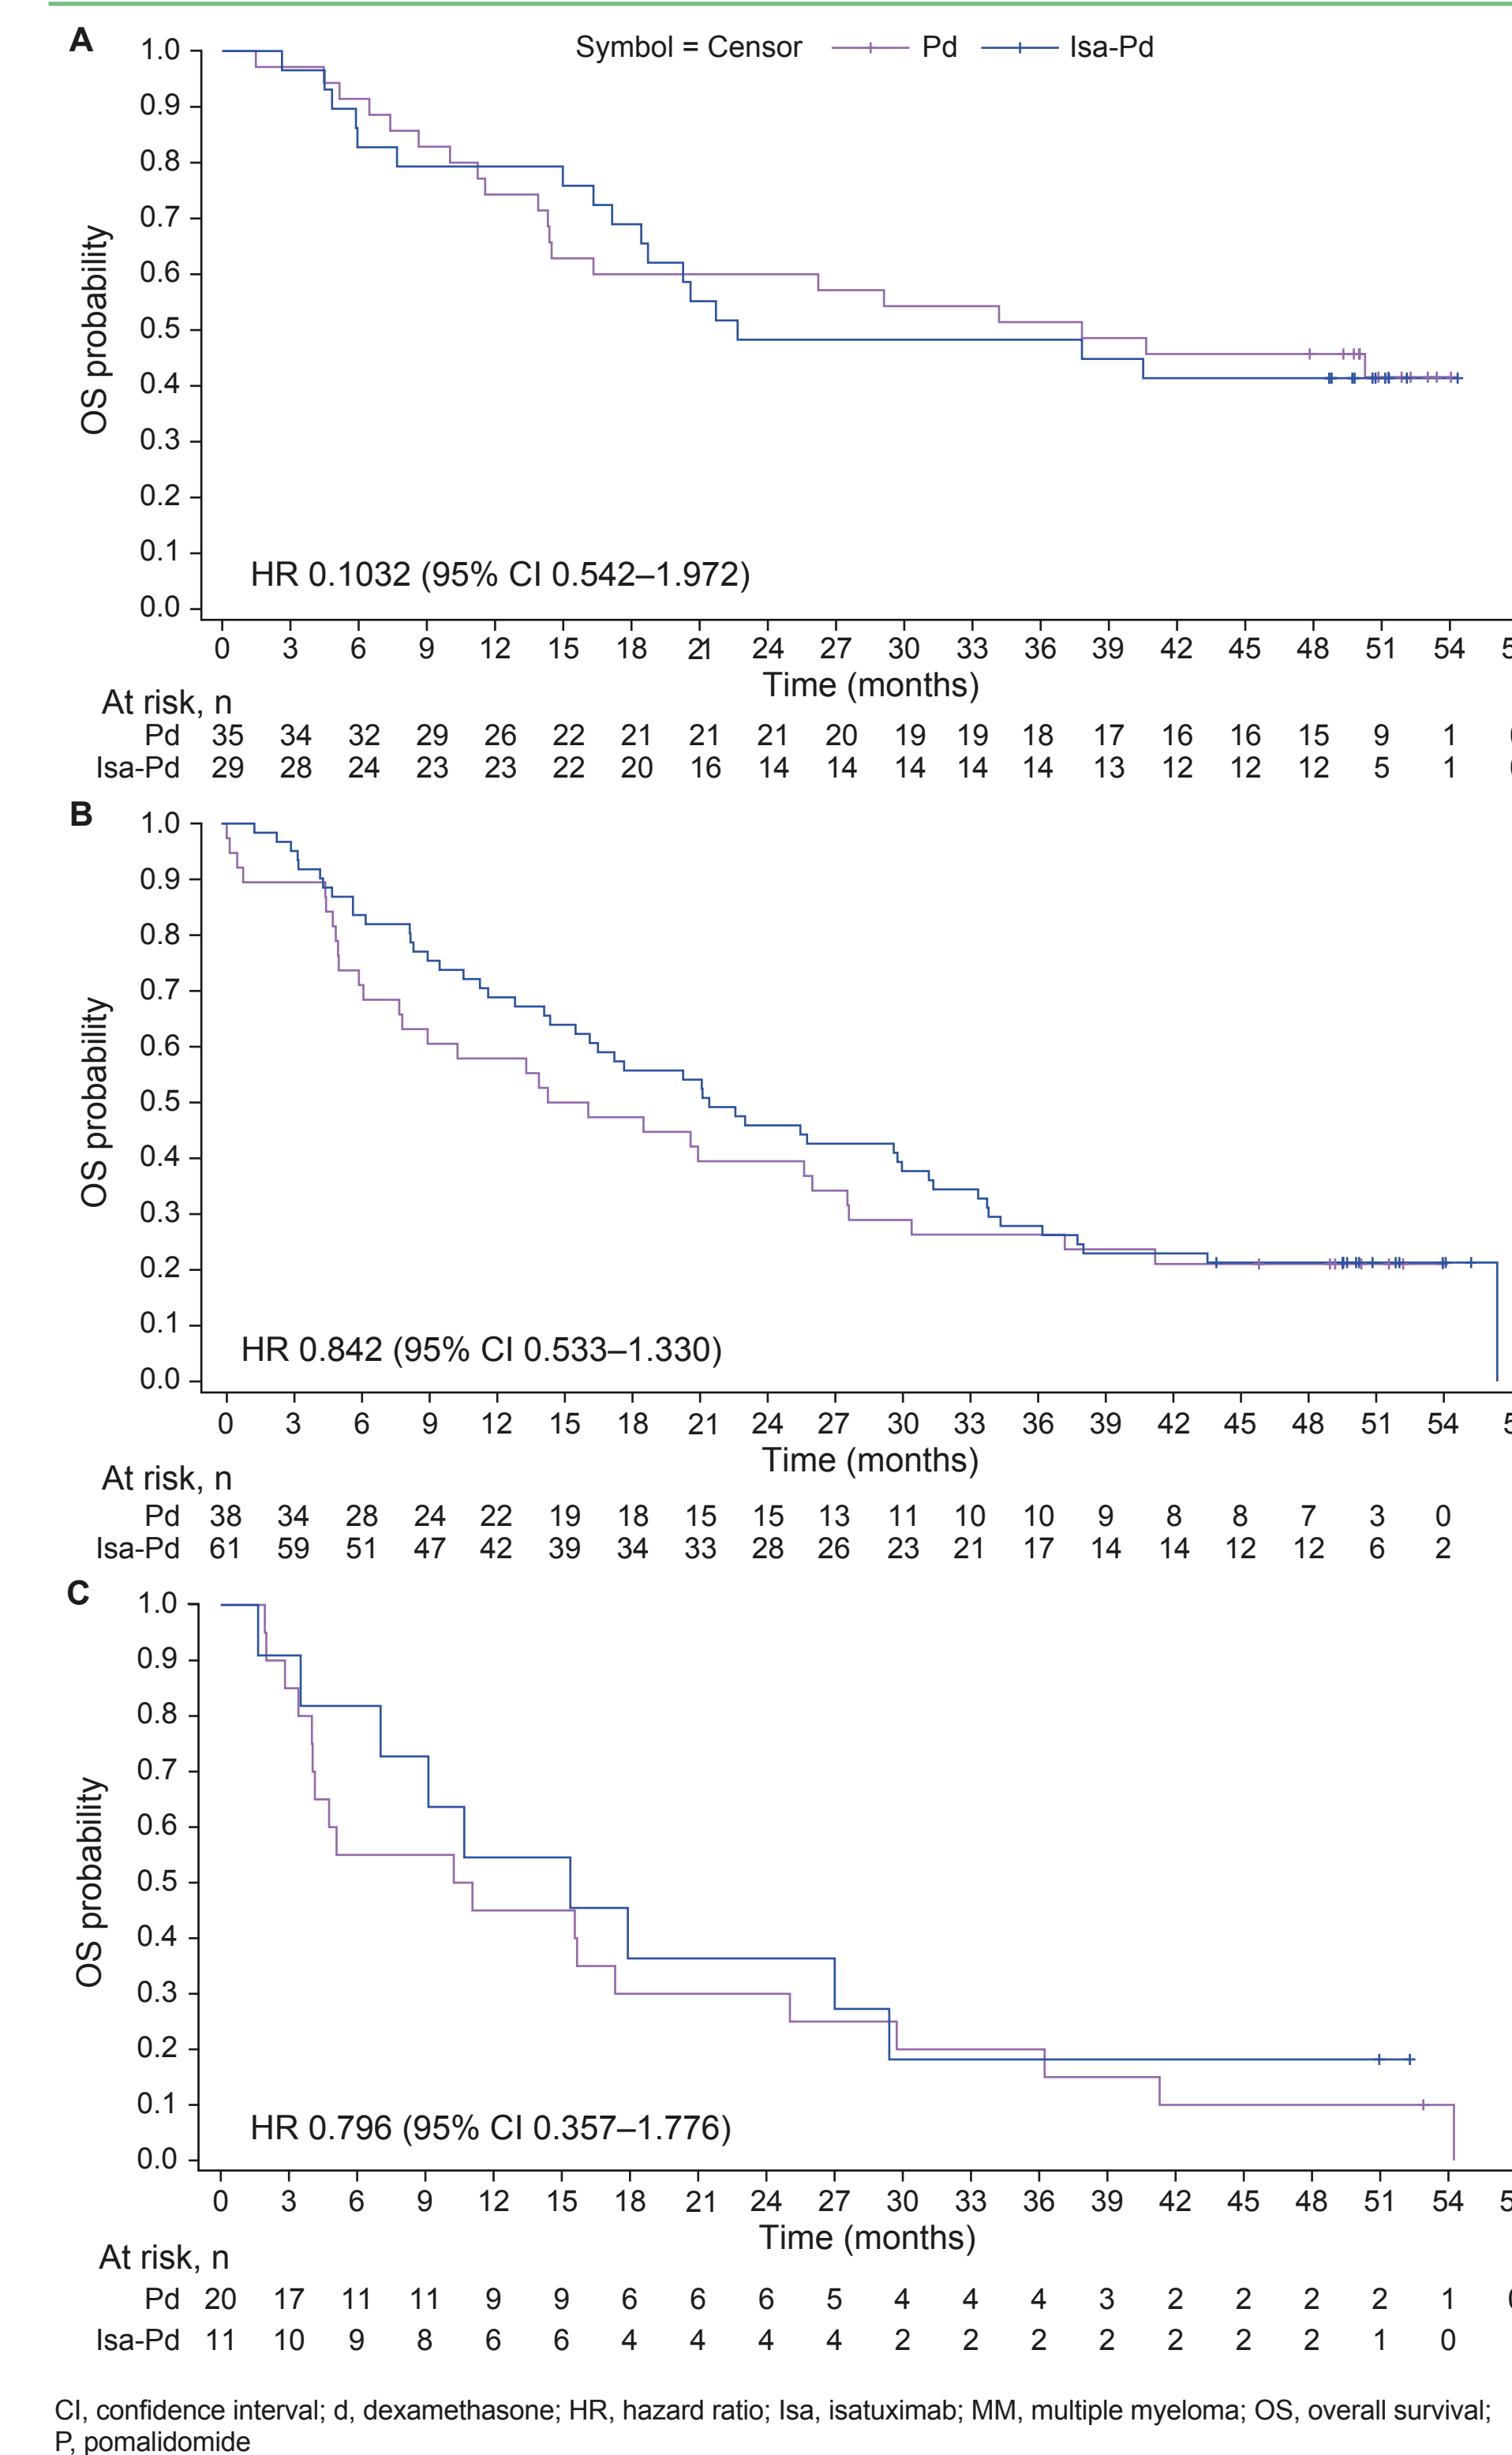 A
Symbol = Censor Pd Isa-Pd
1.0
0.9
0.8
0.7
0.6
0.5
0.4
0.3
0.2
0.1
0.0
OS probability
HR 0.1032 (95% CI 0.542–1.972)
0 3 6 9 12 15 18 21 24 27 30 33 36 39 42 45 48 51 54
Time (months)
At risk, n
Pd 35 34 32 29 26 22 21 21 21 20 19 19 18 17 16 16 15 9 1
Isa-Pd 29 28 24 23 23 22 20 16 14 14 14 14 14 13 12 12 12 5 1
B
1.0
0.9
0.8
0.7
0.6
0.5
0.4
0.3
0.2
0.1
0.0
OS probability
HR 0.842 (95% CI 0.533–1.330)
0 3 6 9 12 15 18 21 24 27 30 33 36 39 42 45 48 51 54
Time (months)
At risk, n
Pd 38 34 28 24 22 19 18 15 15 13 11 10 10 9 8 8 7 3 0
Isa-Pd 61 59 51 47 42 39 34 33 28 26 23 21 17 14 14 12 12 6 2
C
1.0
0.9
0.8
0.7
0.6
0.5
0.4
0.3
0.2
0.1
0.0
OS probability
HR 0.796 (95% CI 0.357–1.776)
0 3 6 9 12 15 18 21 24 27 30 33 36 39 42 45 48 51 54
Time (months)
At risk, n
Pd 20 17 11 11 9 9 6 6 6 5 4 4 4 3 2 2 2 2 1
Isa-Pd 11 10 9 8 6 6 4 4 4 4 2 2 2 2 2 2 2 1 0
CI, confidence interval; d, dexamethasone; HR, hazard ratio; Isa, isatuximab; MM, multiple myeloma; OS, overall survival;
P, pomalidomide